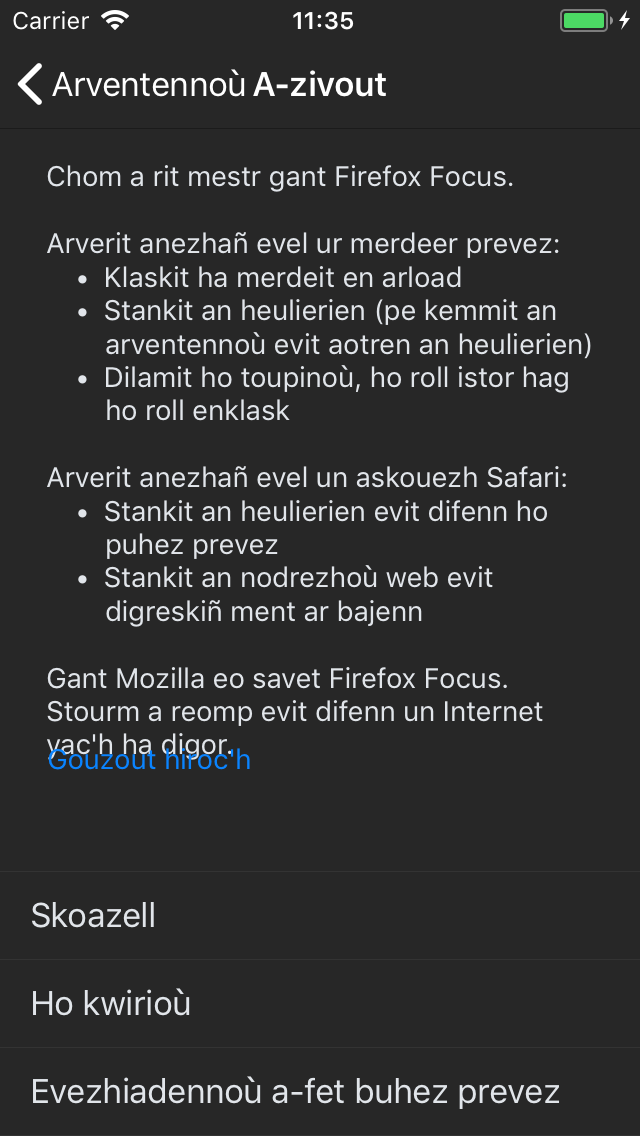 Carrier 11:35
Arventennoù A-zivout
Chom a rit mestr gant Firefox Focus.
Arverit anezhañ evel ur merdeer prevez:
• Klaskit ha merdeit en arload
• Stankit an heulierien (pe kemmit an
arventennoù evit aotren an heulierien)
• Dilamit ho toupinoù, ho roll istor hag
ho roll enklask
Arverit anezhañ evel un askouezh Safari:
• Stankit an heulierien evit difenn ho
puhez prevez
• Stankit an nodrezhoù web evit
digreskiñ ment ar bajenn
Gant Mozilla eo savet Firefox Focus.
Stourm a reomp evit difenn un Internet
yac'h ha digor.
Gouzout hiroc'h
Skoazell
Ho kwirioù
Evezhiadennoù a-fet buhez prevez